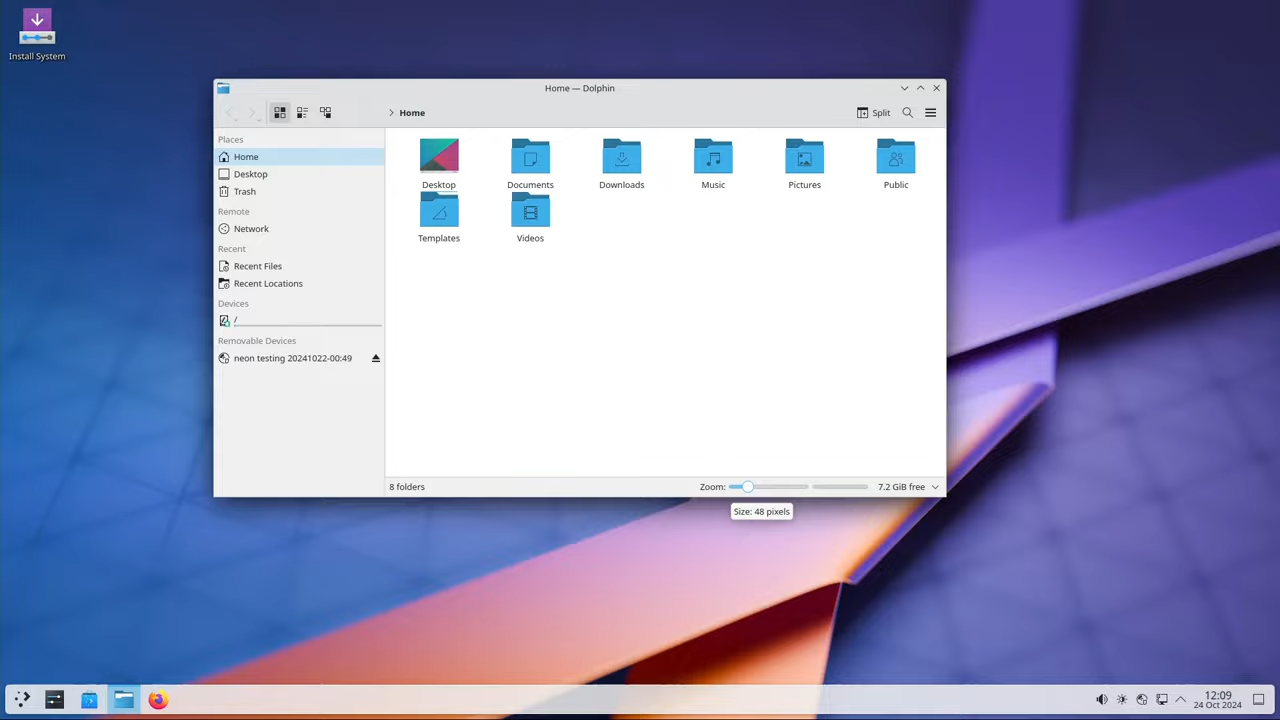 Install System
Home — Dolphin
Home
Split
Places
Home
Desktop
Trash
Remote
Network
Recent
Recent Files
Recent Locations
Devices
/
Removable Devices
neon testing 20241022-00:49
Desktop
Documents
Downloads
Music
Pictures
Public
Templates
Videos
8 folders
Zoom:
7.2 GiB free
Size: 48 pixels
12:09
24 Oct 2024